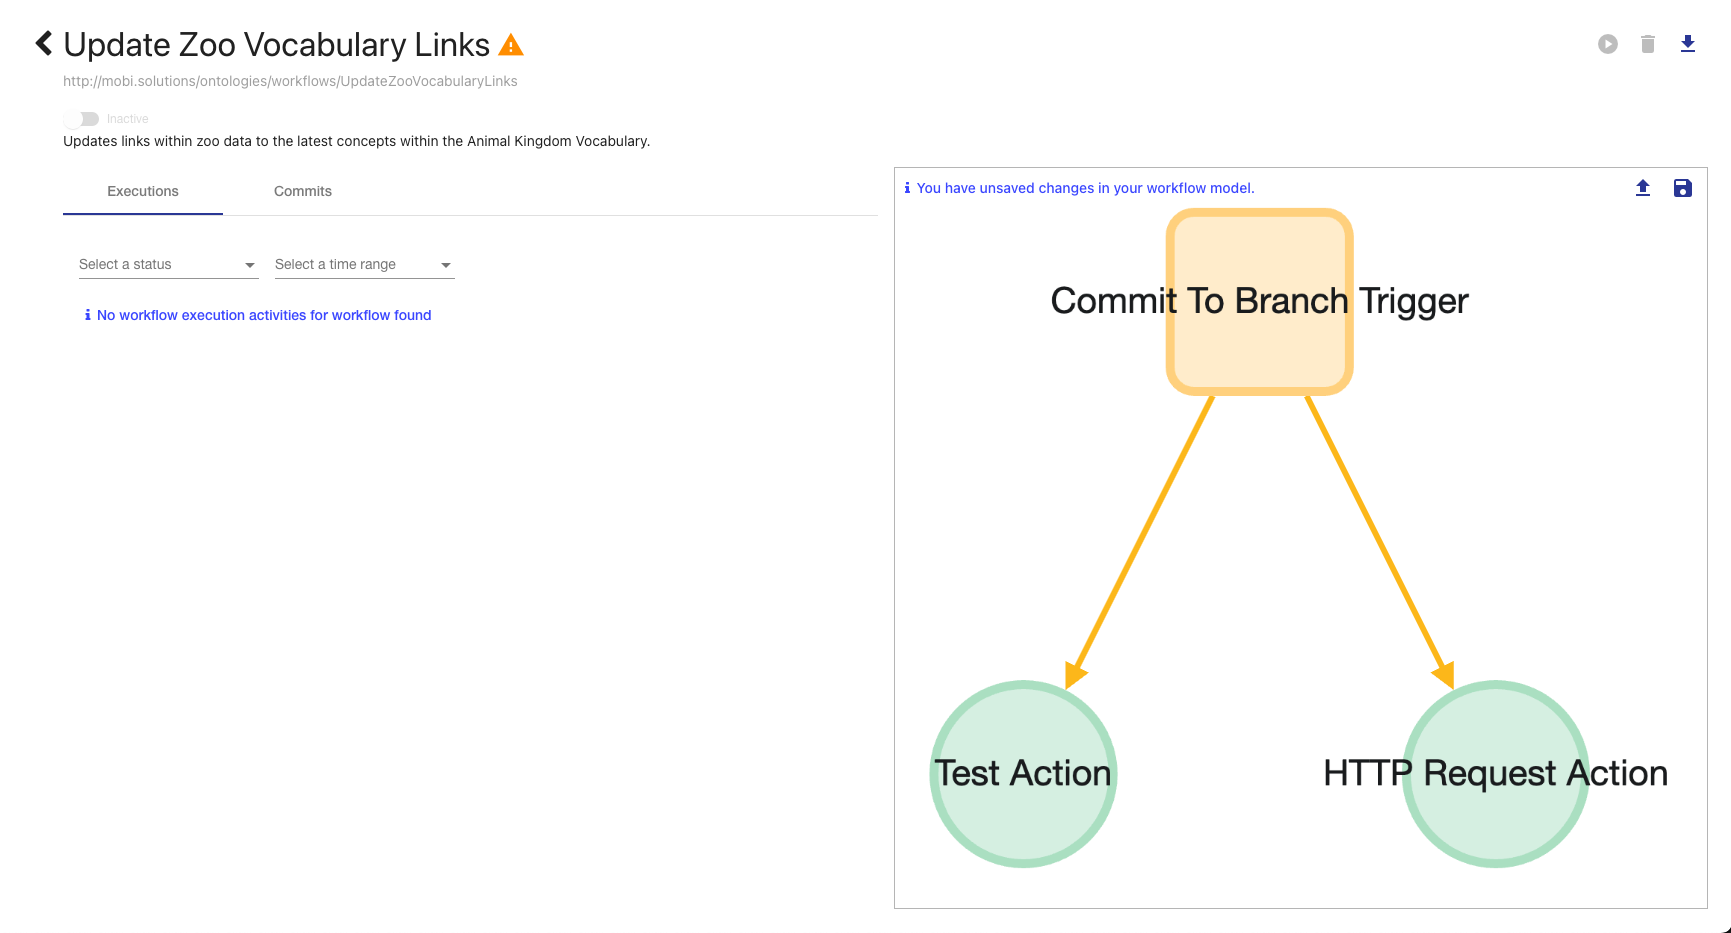 Update Zoo Vocabulary Links
http://mobi.solutions/ontologies/workflows/UpdateZooVocabularyLinks
Inactive
Updates links within zoo data to the latest concepts within the Animal Kingdom Vocabulary.
Executions
Commits
Select a status
Select a time range
No workflow execution activities for workflow found
You have unsaved changes in your workflow model.
Commit To Branch Trigger
Test Action
HTTP Request Action